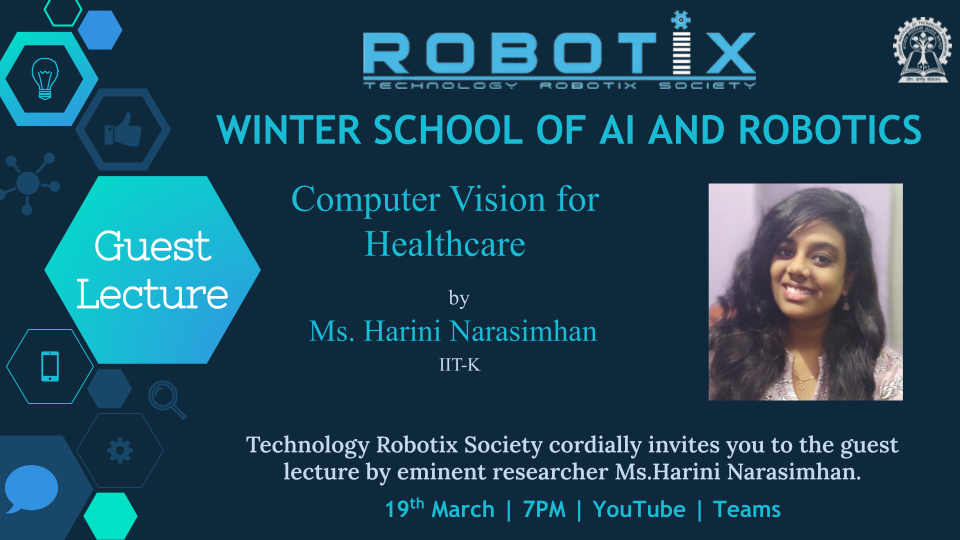 ROBOTIX
TECHNOLOGY ROBOTIX SOCIETY
WINTER SCHOOL OF AI AND ROBOTICS
Guest
Lecture
Computer Vision for
Healthcare
by
Ms. Harini Narasimhan
IIT-K
Technology Robotix Society cordially invites you to the guest
lecture by eminent researcher Ms.Harini Narasimhan.
19th March | 7PM | YouTube | Teams